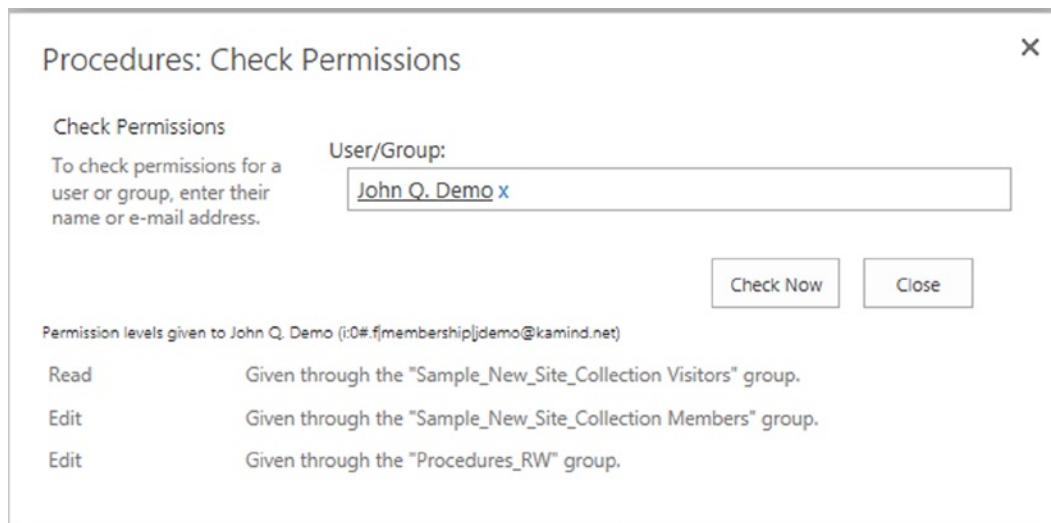 Procedures: Check Permissions
Check Permissions
To check permissions for a
user or group, enter their
name or e-mail address.
User/Group:
John Q. Demo x
Check Now Close
Permission levels given to John Q. Demo (i:0#.f|membership|jdemo@kamind.net)
Read Given through the "Sample_New_Site_Collection Visitors" group.
Edit Given through the "Sample_New_Site_Collection Members" group.
Edit Given through the "Procedures_RW" group.